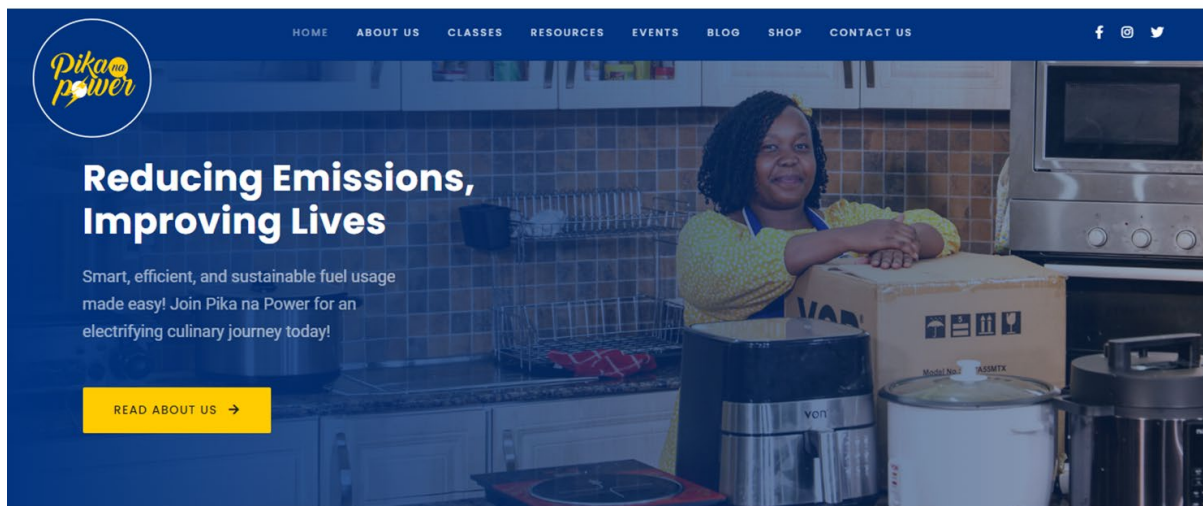 Pika na
power
HOME ABOUT US CLASSES RESOURCES EVENTS BLOG SHOP CONTACT US
Reducing Emissions,
Improving Lives
Smart, efficient, and sustainable fuel usage
made easy! Join Pika na Power for an
electrifying culinary journey today!
READ ABOUT US
VON
Model No.
von